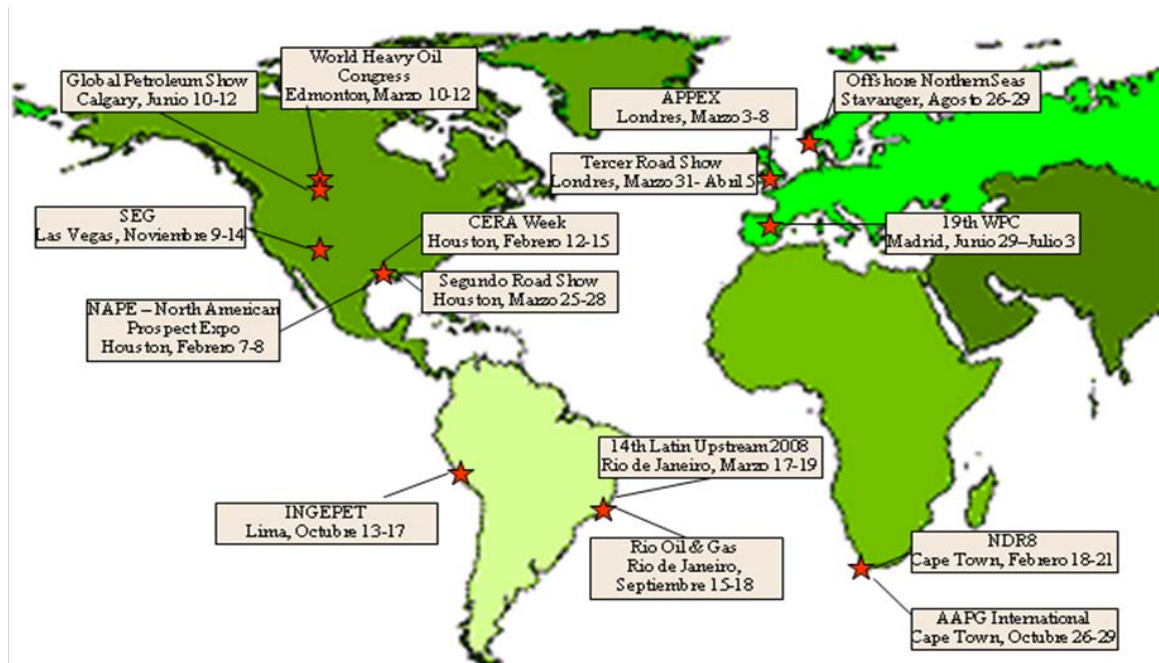 World Heavy Oil
Congress
Edmonton, Marzo 10-12
Global Petroleum Show
Calgary, Junio 10-12
Offshore Northern Seas
Stavanger, Agosto 26-29
APPEX
Londres, Marzo 3-8
Tercer Road Show
Londres, Marzo 31- Abril 5
SEG
Las Vegas, Noviembre 9-14
CERA Week
Houston, Febrero 12-15
19th WPC
Madrid, Junio 29–Julio 3
Segundo Road Show
Houston, Marzo 25-28
NAPE – North American
Prospect Expo
Houston, Febrero 7-8
14th Latin Upstream 2008
Rio de Janeiro, Marzo 17-19
INGEPET
Lima, Octubre 13-17
Rio Oil & Gas
Rio de Janeiro,
Septiembre 15-18
NDR8
Cape Town, Febrero 18-21
AAPG International
Cape Town, Octubre 26-29